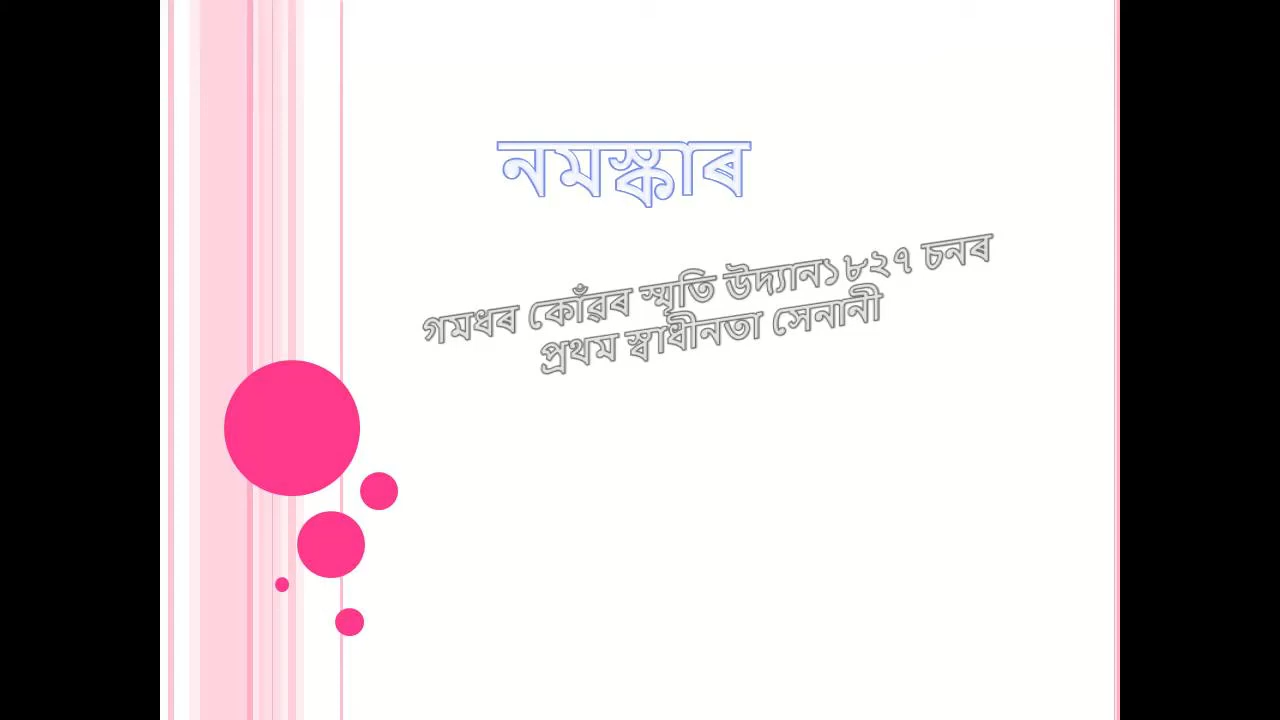 নমস্কাৰ
গমধৰ কোঁৱৰ স্মৃতি উদ্যান১৮২৭ চনৰ
প্ৰথম স্বাধীনতা সেনানী